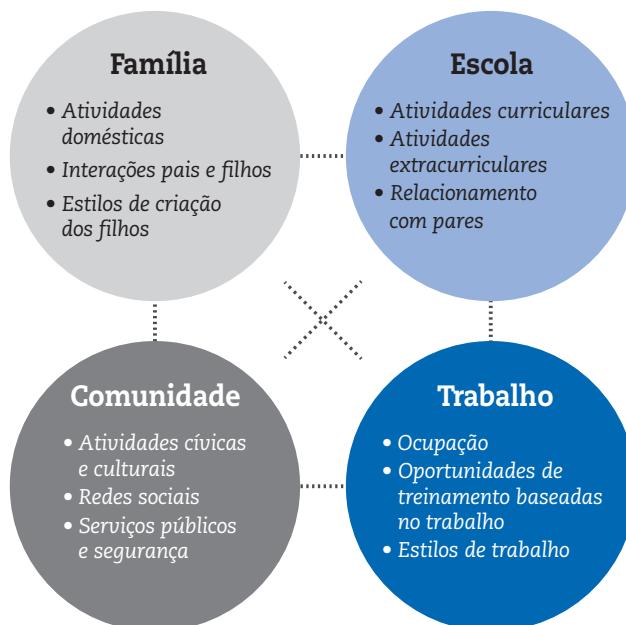 Família
• Atividades
domésticas
• Interações pais e filhos
• Estilos de criação
dos filhos
Escola
• Atividades curriculares
• Atividades
extracurriculares
• Relacionamento
com pares
Comunidade
• Atividades cívicas
e culturais
• Redes sociais
• Serviços públicos
e segurança
Trabalho
• Ocupação
• Oportunidades de
treinamento baseadas
no trabalho
• Estilos de trabalho